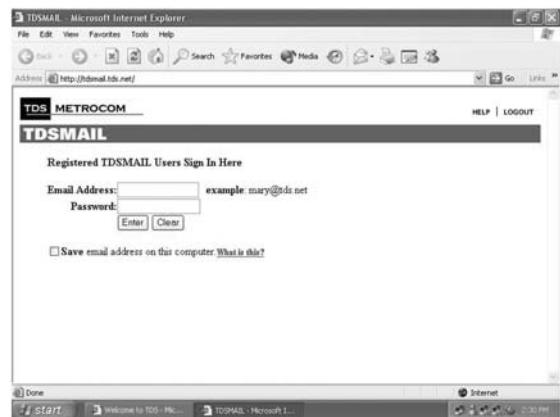 TDSMAIL - Microsoft Internet Explorer
File Edit View Favorites Tools Help
Back Search Favorites Media
Address http://tdsmail.tds.net/ Go Links »
TDS METROCOM
HELP | LOGOUT
TDSMAIL
Registered TDSMAIL Users Sign In Here
Email Address: example: mary@tds.net
Password:
Enter Clear
Save email address on this computer. What is this?
Done Internet
start Welcome to TDS - Mic... TDSMAIL - Microsoft I... 2:30 PM